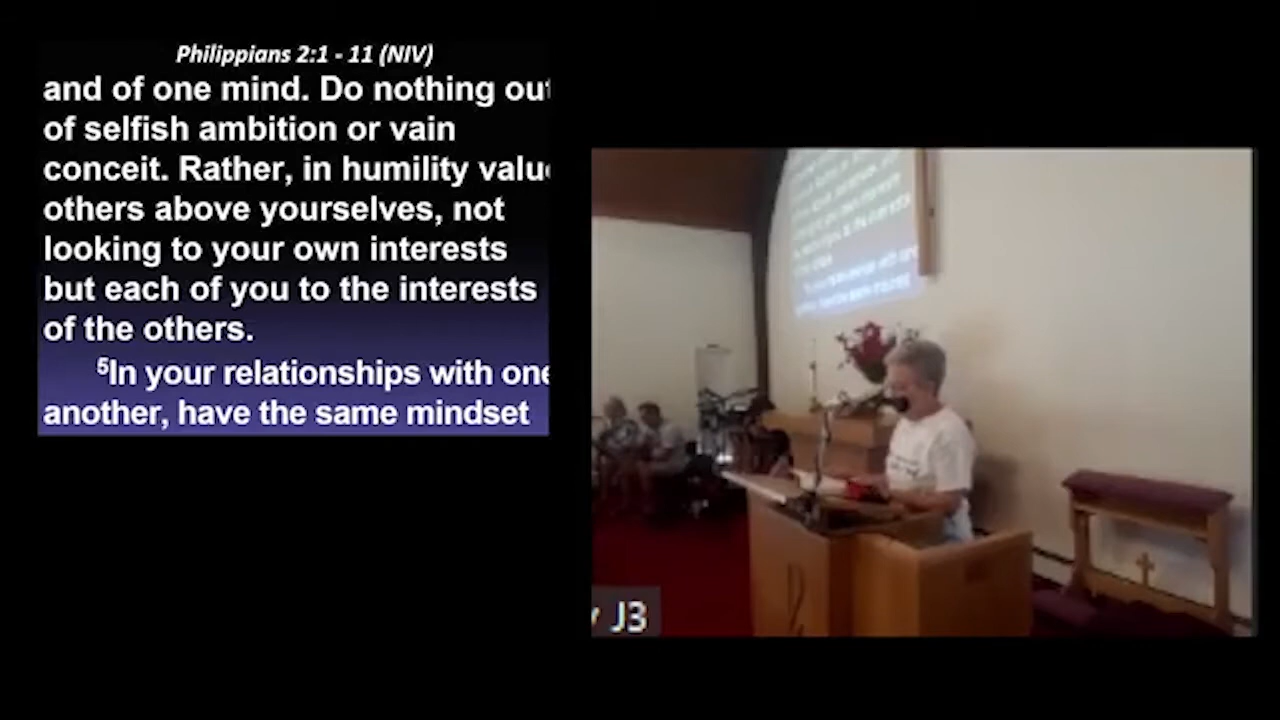 Philippians 2:1 - 11 (NIV)
and of one mind. Do nothing out
of selfish ambition or vain
conceit. Rather, in humility value
others above yourselves, not
looking to your own interests
but each of you to the interests
of the others.
⁵In your relationships with one
another, have the same mindset
J3